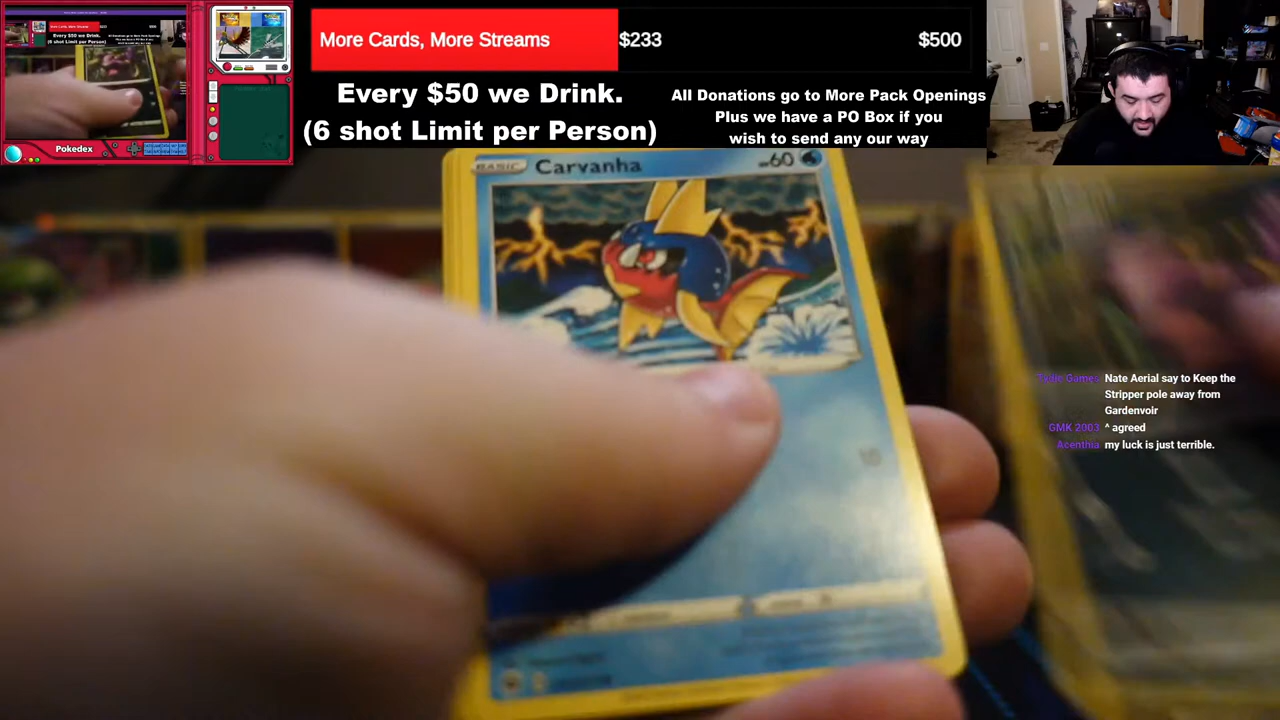 More Cards, More Streams $233 $500
Every $50 we Drink.
(6 shot Limit per Person)
All Donations go to More Pack Openings
Plus we have a PO Box if you
wish to send any our way
Pokedex
BASIC Carvanha 60
Nate Aerial say to Keep the
Stripper pole away from
Gardenvoir
GMK 2003 ^ agreed
Acenthia my luck is just terrible.